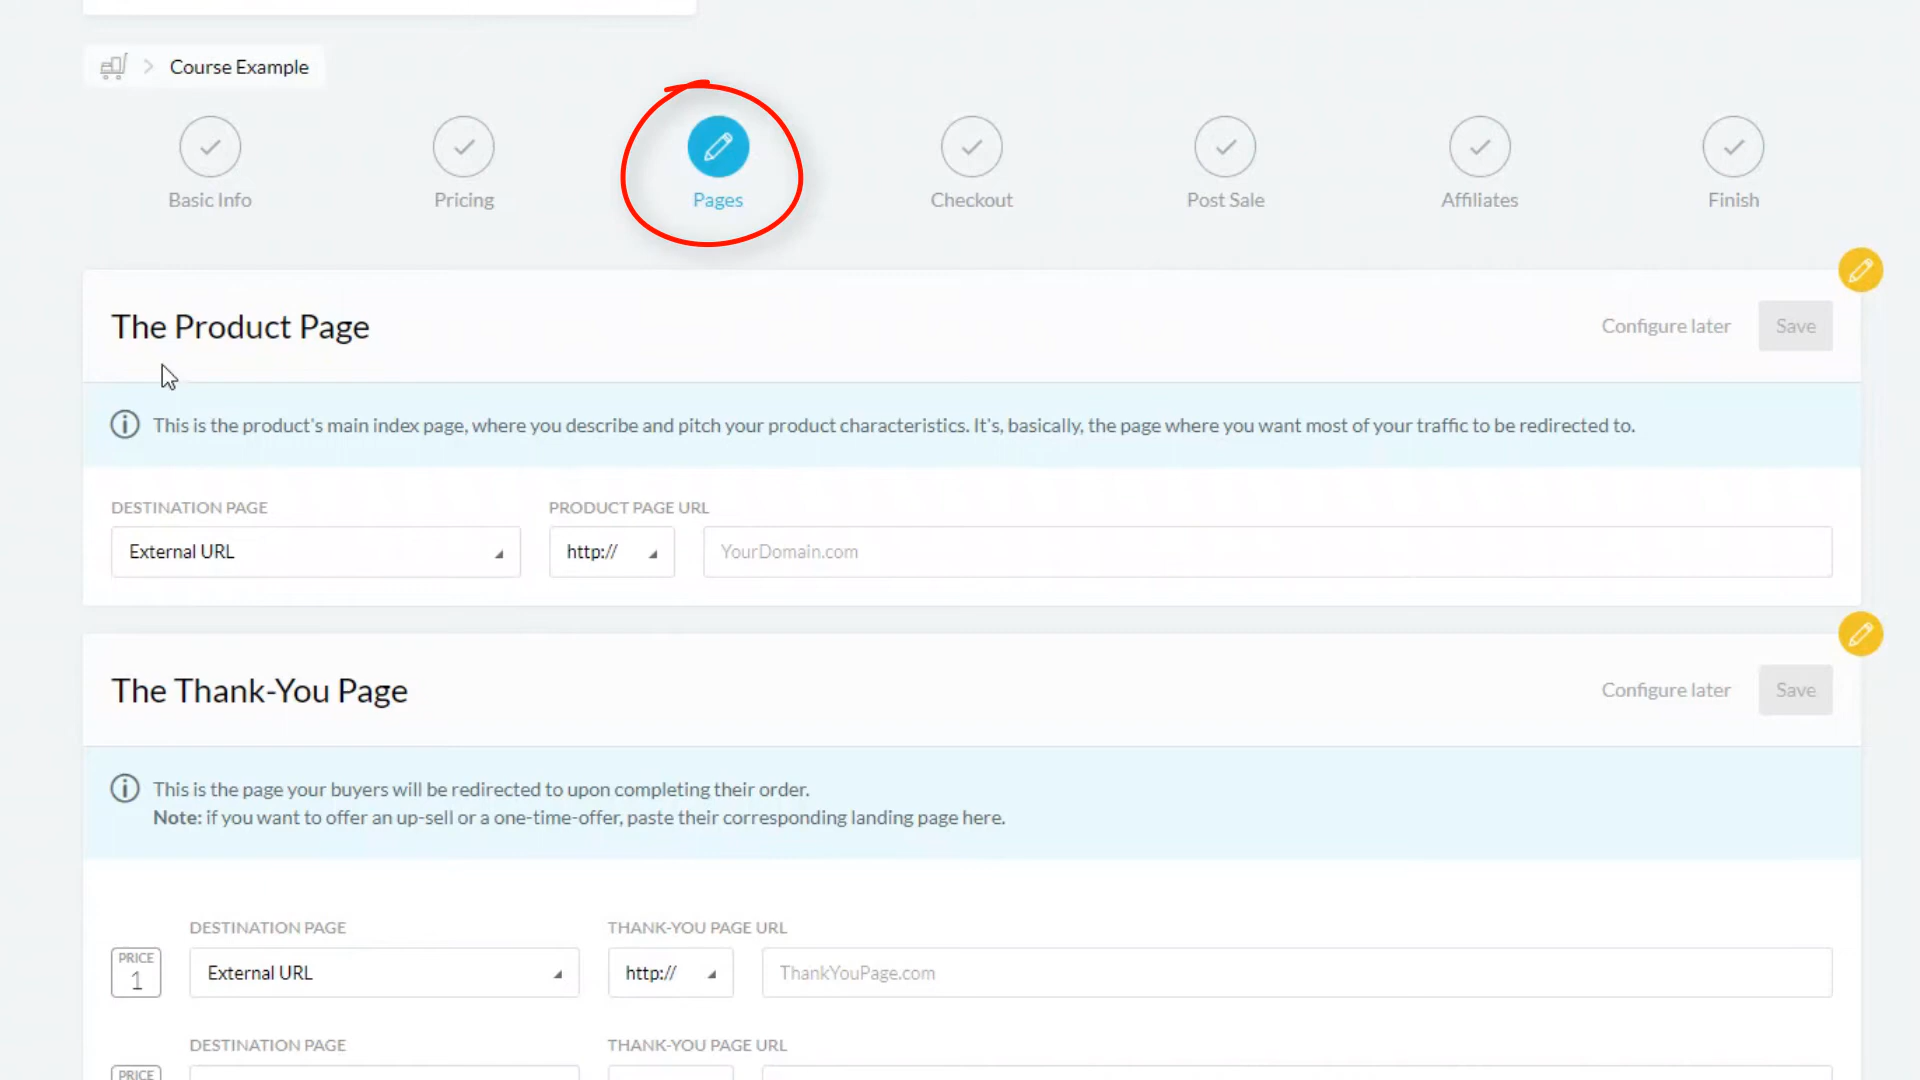 Course Example
Basic Info
Pricing
Pages
Checkout
Post Sale
Affiliates
Finish
The Product Page
Configure later
Save
This is the product's main index page, where you describe and pitch your product characteristics. It's, basically, the page where you want most of your traffic to be redirected to.
DESTINATION PAGE
PRODUCT PAGE URL
External URL
http://
YourDomain.com
The Thank-You Page
Configure later
Save
This is the page your buyers will be redirected to upon completing their order.
Note: if you want to offer an up-sell or a one-time-offer, paste their corresponding landing page here.
DESTINATION PAGE
THANK-YOU PAGE URL
PRICE
1
External URL
http://
ThankYouPage.com
DESTINATION PAGE
THANK-YOU PAGE URL
PRICE